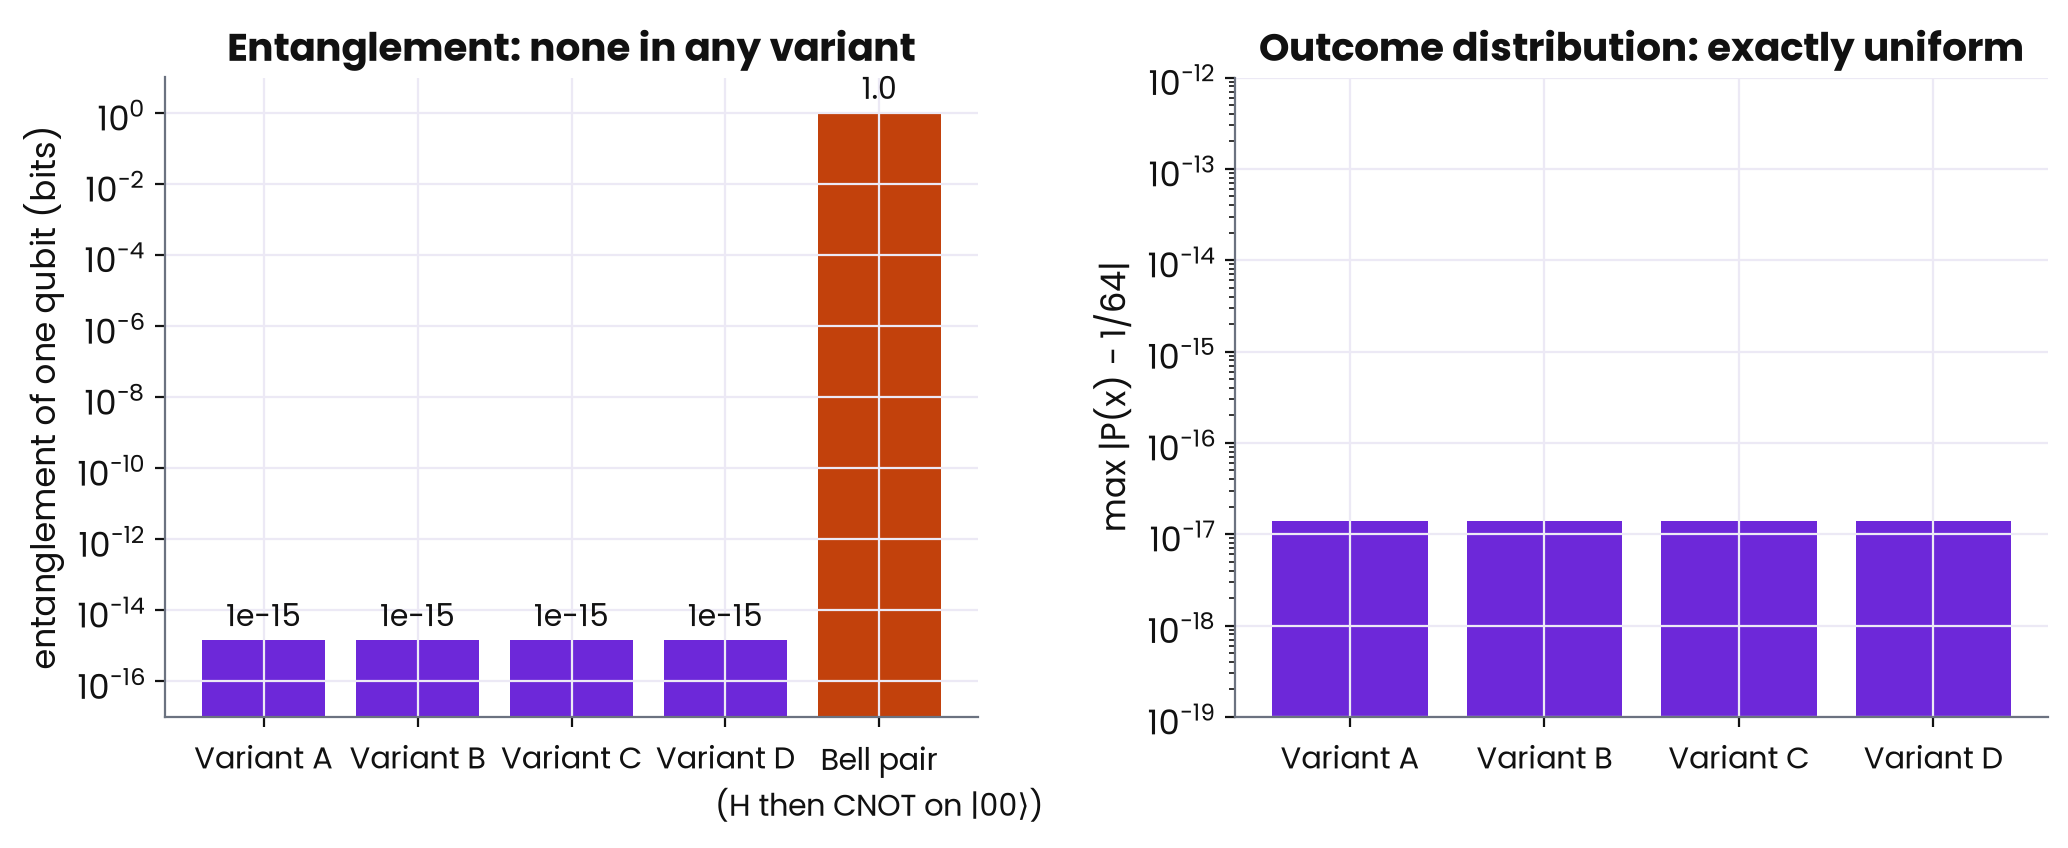 Entanglement: none in any variant
entanglement of one qubit (bits)
10⁰
10⁻²
10⁻⁴
10⁻⁶
10⁻⁸
10⁻¹⁰
10⁻¹²
10⁻¹⁴
10⁻¹⁶
1e−15
1e−15
1e−15
1e−15
1.0
Variant A
Variant B
Variant C
Variant D
Bell pair
(H then CNOT on |00⟩)
Outcome distribution: exactly uniform
max |P(x) − 1/64|
10⁻¹²
10⁻¹³
10⁻¹⁴
10⁻¹⁵
10⁻¹⁶
10⁻¹⁷
10⁻¹⁸
10⁻¹⁹
Variant A
Variant B
Variant C
Variant D